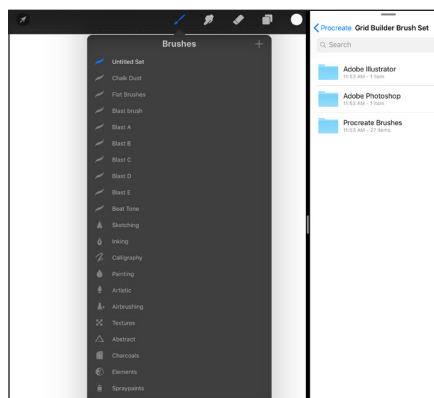 Brushes
Untitled Set
Chalk Dust
Flat Brushes
Blast brush
Blast A
Blast B
Blast C
Blast D
Blast E
Boat Tone
Sketching
Inking
Calligraphy
Painting
Artistic
Airbrushing
Textures
Abstract
Charcoals
Elements
Spraypaints
Procreate Grid Builder Brush Set
Search
Adobe Illustrator
11:53 AM - 1 item
Adobe Photoshop
11:53 AM - 1 item
Procreate Brushes
11:53 AM - 27 items